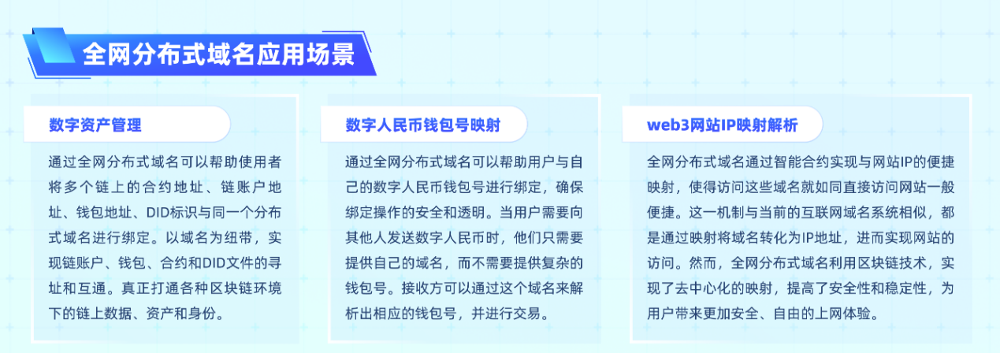 全网分布式域名应用场景
数字资产管理
通过全网分布式域名可以帮助使用者
将多个链上的合约地址、链账户地
址、钱包地址、DID标识与同一个分布
式域名进行绑定。以域名为纽带，实
现链账户、钱包、合约和DID文件的寻
址和互通。真正打通各种区块链环境
下的链上数据、资产和身份。
数字人民币钱包号映射
通过全网分布式域名可以帮助用户与自
己的数字人民币钱包号进行绑定，确保
绑定操作的安全和透明。当用户需要向
其他人发送数字人民币时，他们只需要
提供自己的域名，而不需要提供复杂的
钱包号。接收方可以通过这个域名来解
析出相应的钱包号，并进行交易。
web3网站IP映射解析
全网分布式域名通过智能合约实现与网站IP的便捷
映射，使得访问这些域名就如同直接访问网站一般
便捷。这一机制与当前的互联网域名系统相似，都
是通过映射将域名转化为IP地址，进而实现网站的
访问。然而，全网分布式域名利用区块链技术，实
现了去中心化的映射，提高了安全性和稳定性，为
用户带来更加安全、自由的上网体验。